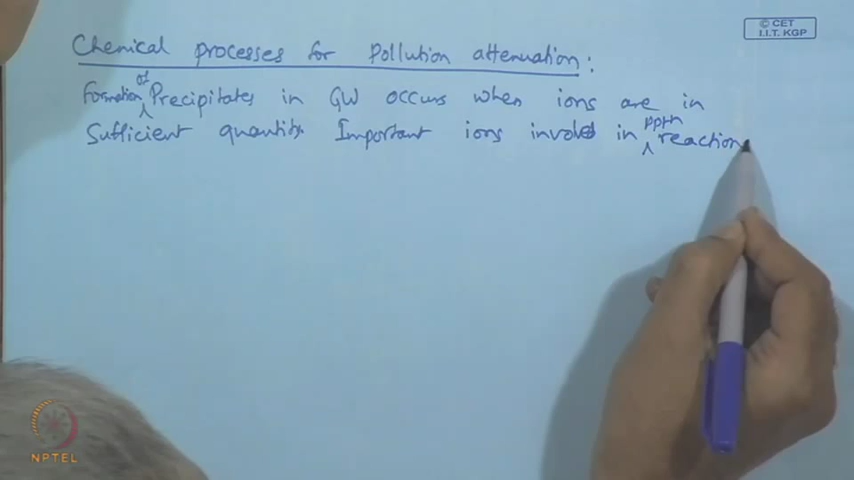 © CET
I.I.T. KGP
Chemical processes for Pollution attenuation:
Formation of Precipitates in GW occurs when ions are in
Sufficient quantity. Important ions involved in pptn reaction
NPTEL